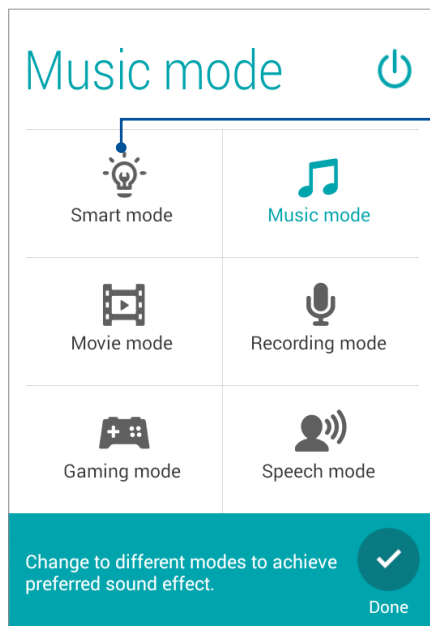 Music mode
Smart mode
Music mode
Movie mode
Recording mode
Gaming mode
Speech mode
Change to different modes to achieve
preferred sound effect.
Done